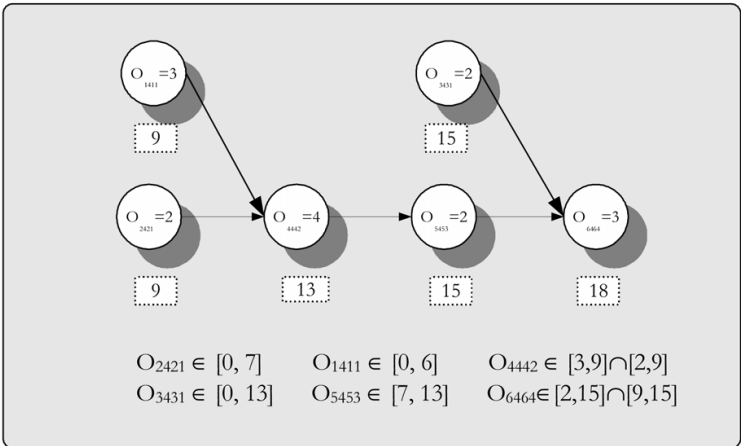 O1411=3 O3431=2
9 15
O2421=2 O4442=4 O5453=2 O6464=3
9 13 15 18
O2421 ∈ [0, 7] O1411 ∈ [0, 6] O4442 ∈ [3,9]∩[2,9]
O3431 ∈ [0, 13] O5453 ∈ [7, 13] O6464∈[2,15]∩[9,15]